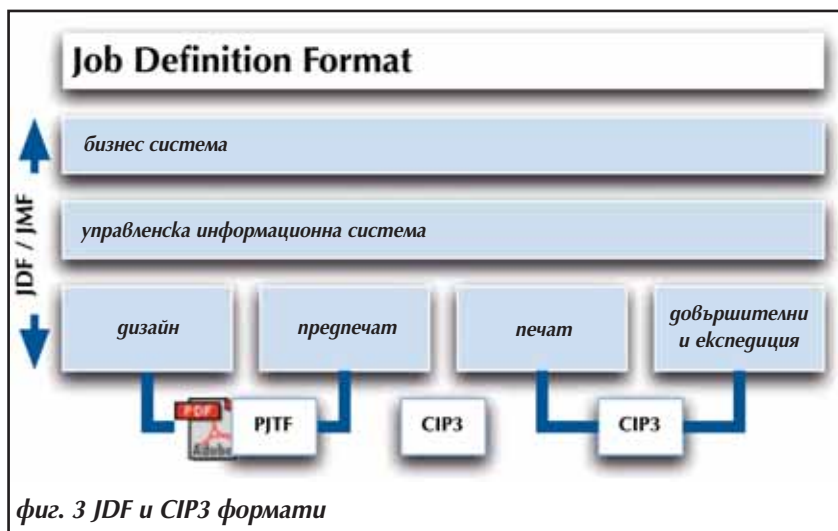 Job Definition Format
JDF / JMF
бизнес система
управленска информационна система
дизайн
предпечат
печат
довършителни
и експедиция
PDF
Adobe
PJTF
CIP3
CIP3
фиг. 3 JDF и CIP3 формати